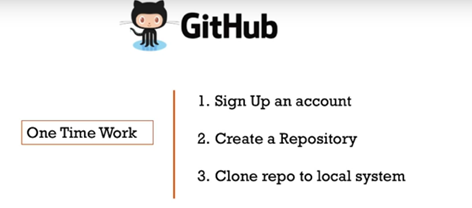 GitHub
One Time Work
1. Sign Up an account
2. Create a Repository
3. Clone repo to local system